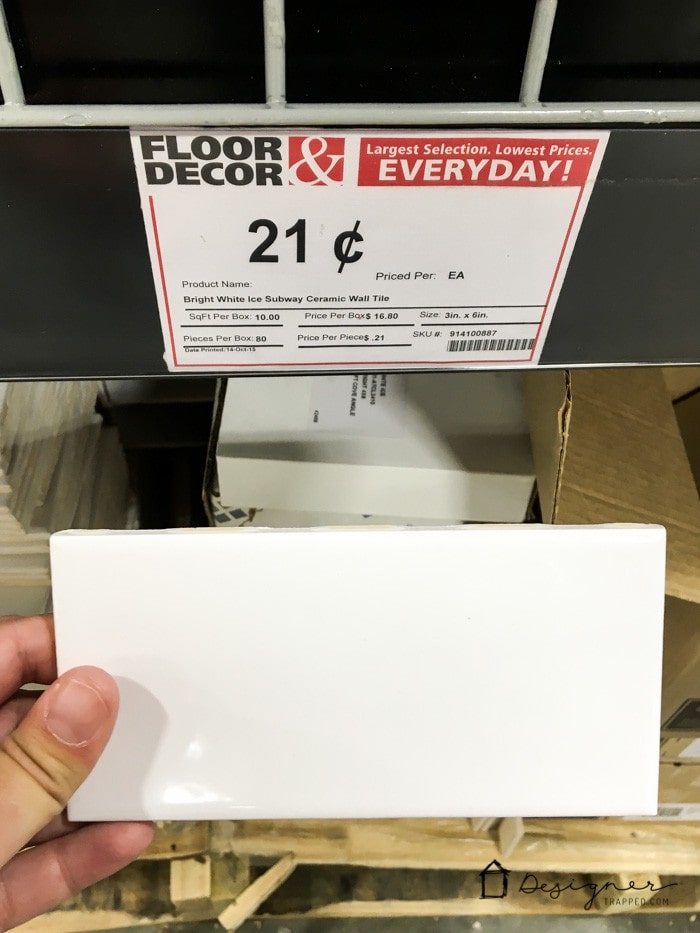 FLOOR & DECOR
Largest Selection. Lowest Prices.
EVERYDAY!
21 ¢
Priced Per: EA
Product Name:
Bright White Ice Subway Ceramic Wall Tile
SqFt Per Box: 10.00 Price Per Box$ 16.80 Size: 3in. x 6in.
Pieces Per Box: 80 Price Per Piece$ .21 SKU #: 914100887
Date Printed: 14-Oct-15
Designer
TRAPPED.COM